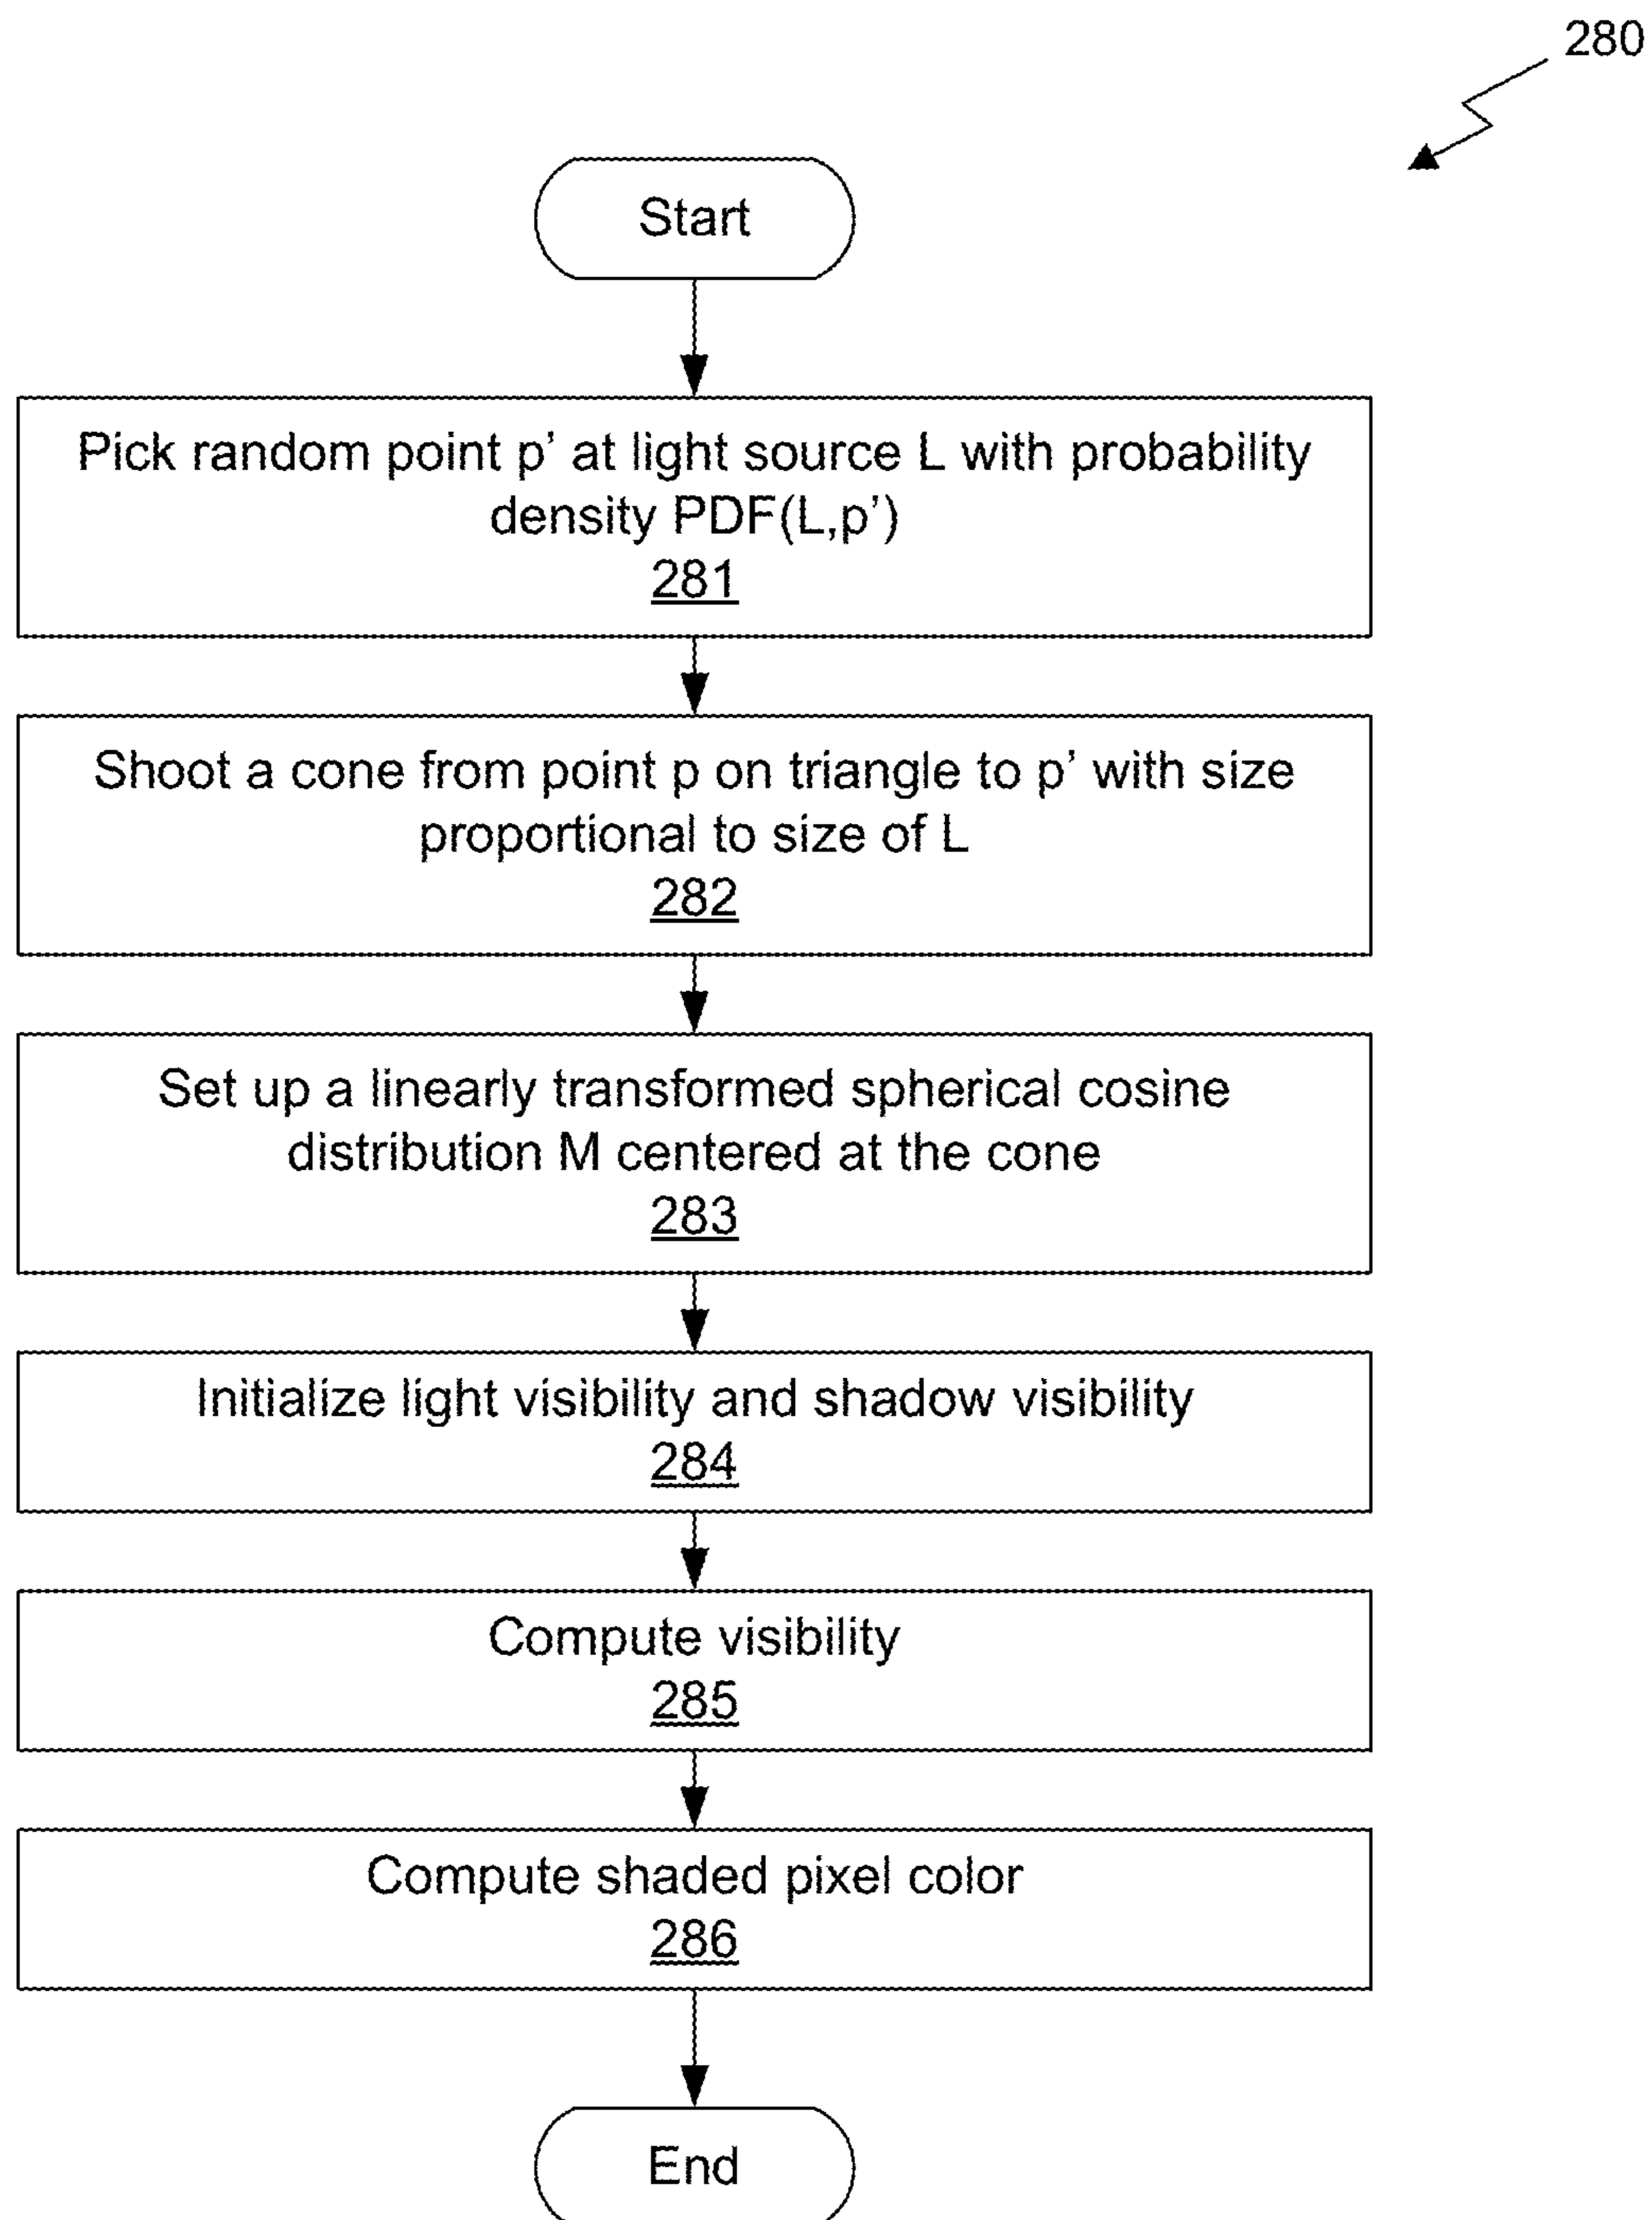 280
Start
Pick random point p’ at light source L with probability
density PDF(L,p’)
281
Shoot a cone from point p on triangle to p’ with size
proportional to size of L
282
Set up a linearly transformed spherical cosine
distribution M centered at the cone
283
Initialize light visibility and shadow visibility
284
Compute visibility
285
Compute shaded pixel color
286
End